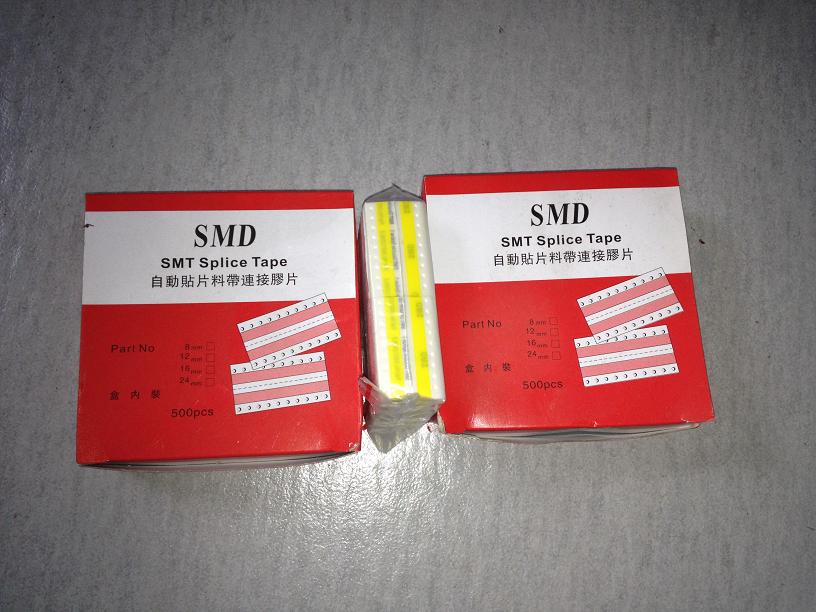 SMD
SMT Splice Tape
自動貼片料帶連接膠片
Part No
8mm
12mm
16mm
24mm
盒 内 裝
500pcs
SMD
SMT Splice Tape
自動貼片料帶連接膠片
Part No
8mm
12mm
16mm
24mm
盒 内 裝
500pcs